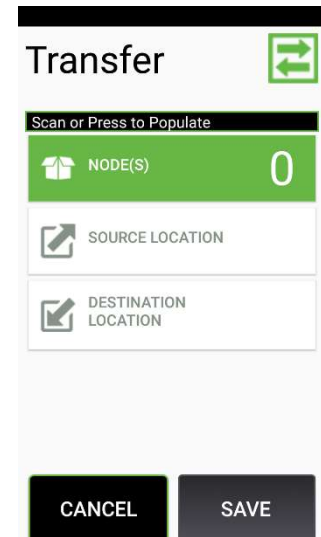 Transfer
Scan or Press to Populate
NODE(S) 0
SOURCE LOCATION
DESTINATION
LOCATION
CANCEL SAVE